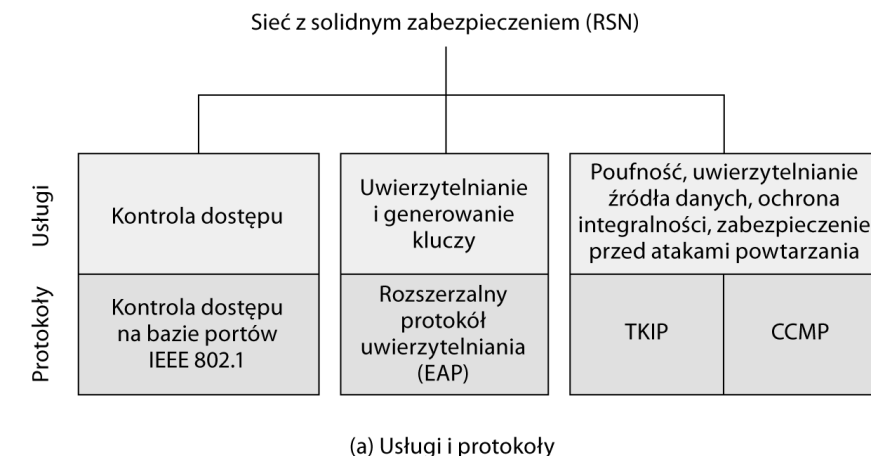 Sieć z solidnym zabezpieczeniem (RSN)
Usługi
Kontrola dostępu
Uwierzytelnianie
i generowanie
kluczy
Poufność, uwierzytelnianie
źródła danych, ochrona
integralności, zabezpieczenie
przed atakami powtarzania
Protokoły
Kontrola dostępu
na bazie portów
IEEE 802.1
Rozszerzalny
protokół
uwierzytelniania
(EAP)
TKIP
CCMP
(a) Usługi i protokoły